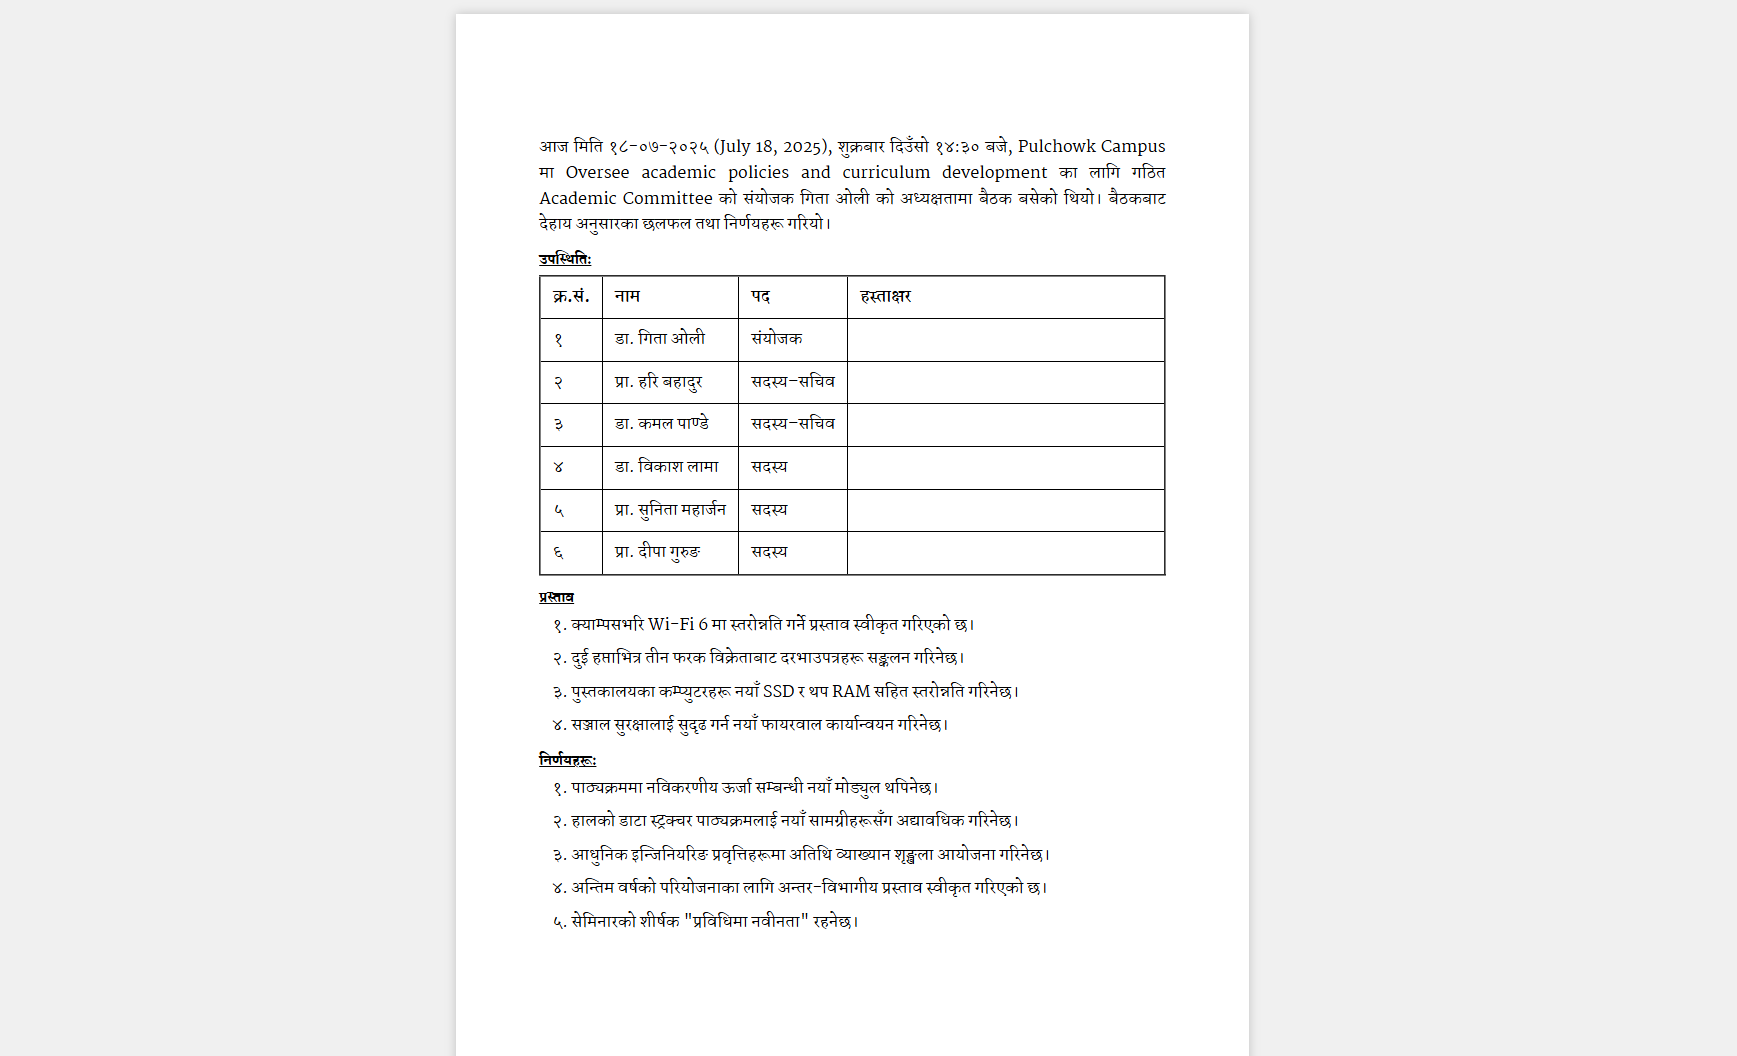 आज मिति १८-०७-२०२५ (July 18, 2025), शुक्रबार दिउँसो १४:३० बजे, Pulchowk Campus
मा Oversee academic policies and curriculum development का लागि गठित
Academic Committee को संयोजक गिता ओली को अध्यक्षतामा बैठक बसेको थियो। बैठकबाट
देहाय अनुसारका छलफल तथा निर्णयहरू गरियो।
उपस्थिति:
क्र.सं. नाम पद हस्ताक्षर
१ डा. गिता ओली संयोजक
२ प्रा. हरि बहादुर सदस्य-सचिव
३ डा. कमल पाण्डे सदस्य-सचिव
४ डा. विकाश लामा सदस्य
५ प्रा. सुनिता महार्जन सदस्य
६ प्रा. दीपा गुरुङ सदस्य
प्रस्ताव
१. क्याम्पसभरि Wi-Fi 6 मा स्तरोन्नति गर्ने प्रस्ताव स्वीकृत गरिएको छ।
२. दुई हप्ताभित्र तीन फरक विक्रेताबाट दरभाउपत्रहरू सङ्कलन गरिनेछ।
३. पुस्तकालयका कम्प्युटरहरू नयाँ SSD र थप RAM सहित स्तरोन्नति गरिनेछ।
४. सञ्जाल सुरक्षालाई सुदृढ गर्न नयाँ फायरवाल कार्यान्वयन गरिनेछ।
निर्णयहरू:
१. पाठ्यक्रममा नविकरणीय ऊर्जा सम्बन्धी नयाँ मोड्युल थपिनेछ।
२. हालको डाटा स्ट्रक्चर पाठ्यक्रमलाई नयाँ सामग्रीहरूसँग अद्यावधिक गरिनेछ।
३. आधुनिक इन्जिनियरिङ प्रवृत्तिहरूमा अतिथि व्याख्यान शृङ्खला आयोजना गरिनेछ।
४. अन्तिम वर्षको परियोजनाका लागि अन्तर-विभागीय प्रस्ताव स्वीकृत गरिएको छ।
५. सेमिनारको शीर्षक "प्रविधिमा नवीनता" रहनेछ।